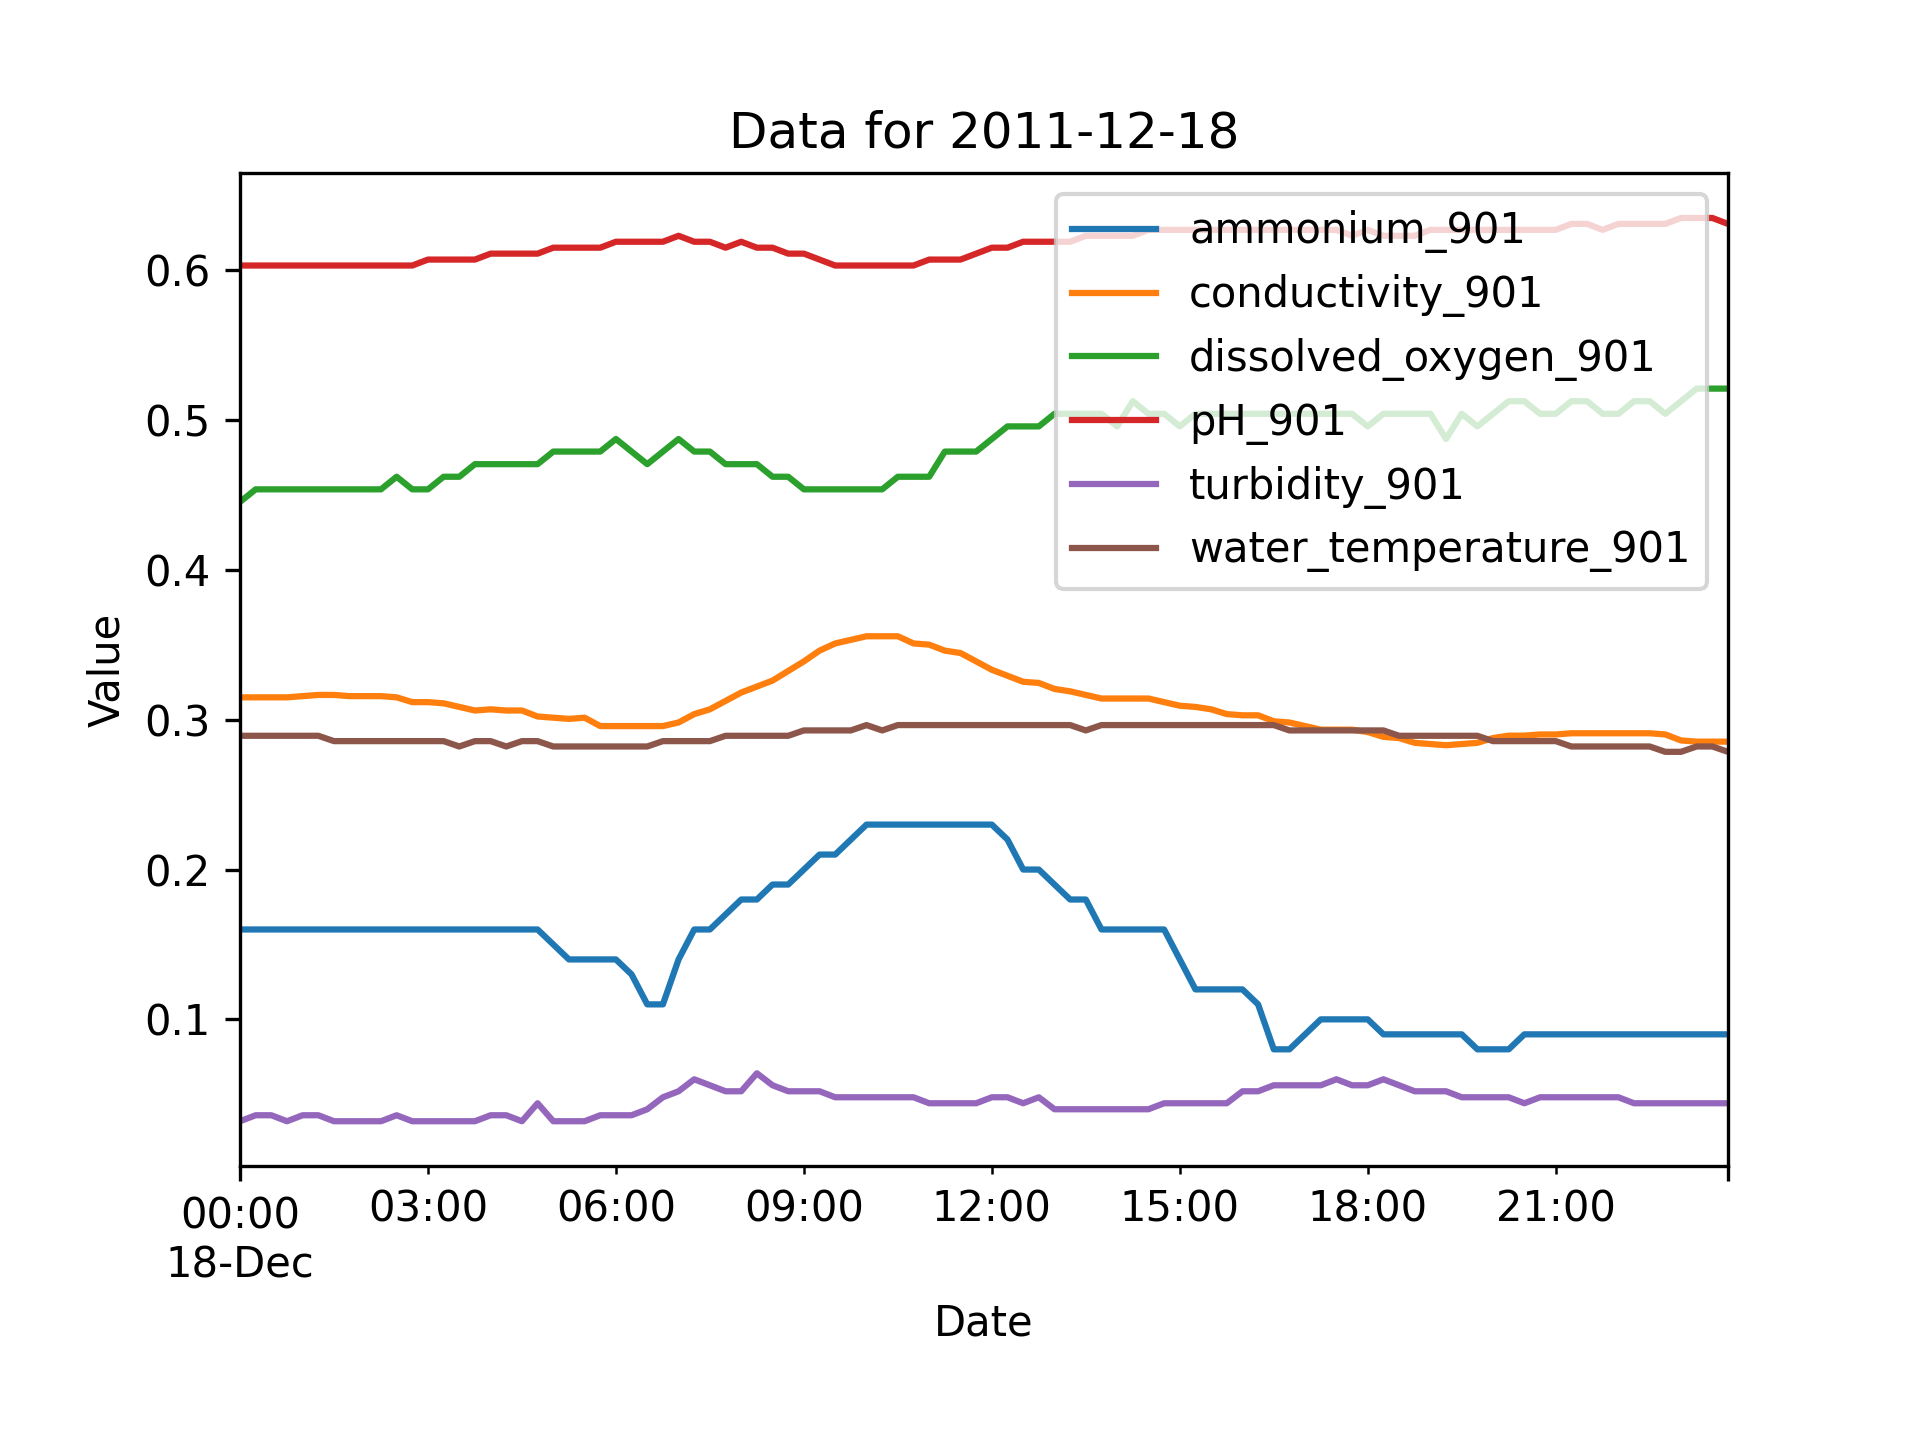 Data for 2011-12-18
ammonium_901
conductivity_901
dissolved_oxygen_901
pH_901
turbidity_901
water_temperature_901
0.6
0.5
0.4
0.3
0.2
0.1
Value
00:00 03:00 06:00 09:00 12:00 15:00 18:00 21:00
18-Dec
Date